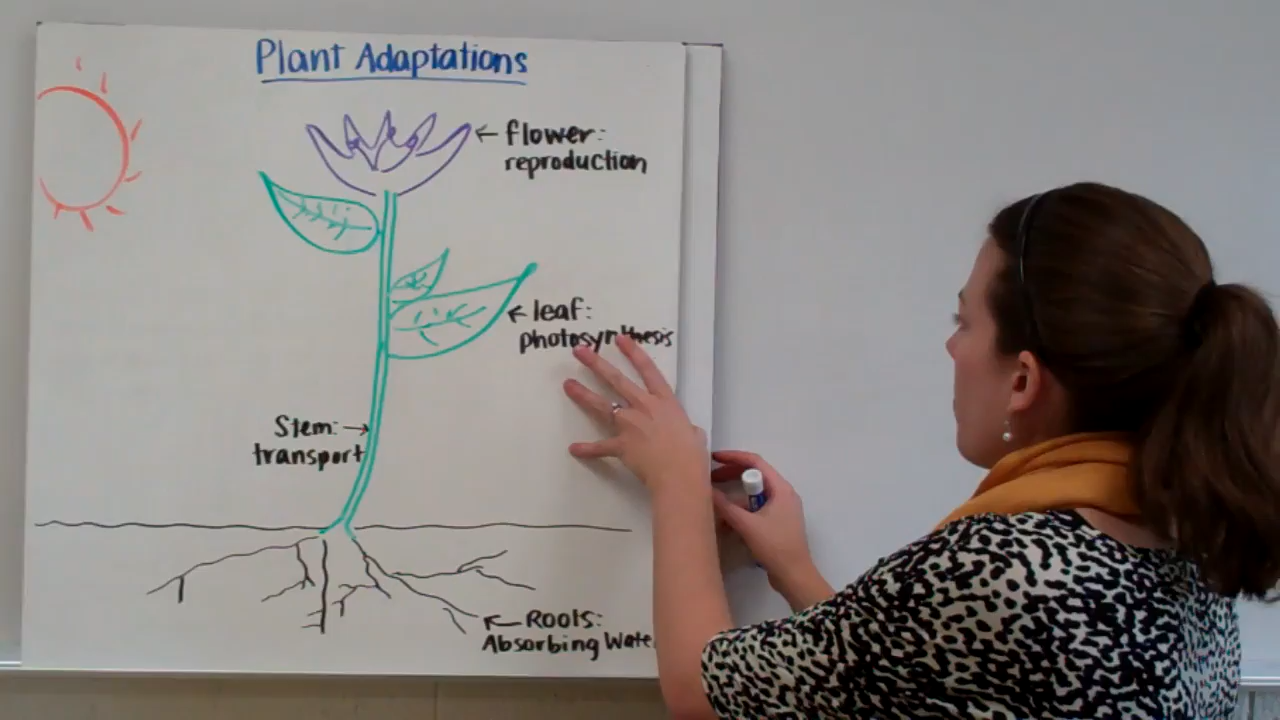 Plant Adaptations
flower:
reproduction
leaf:
photosynthesis
Stem:
transport
Roots:
Absorbing Wate